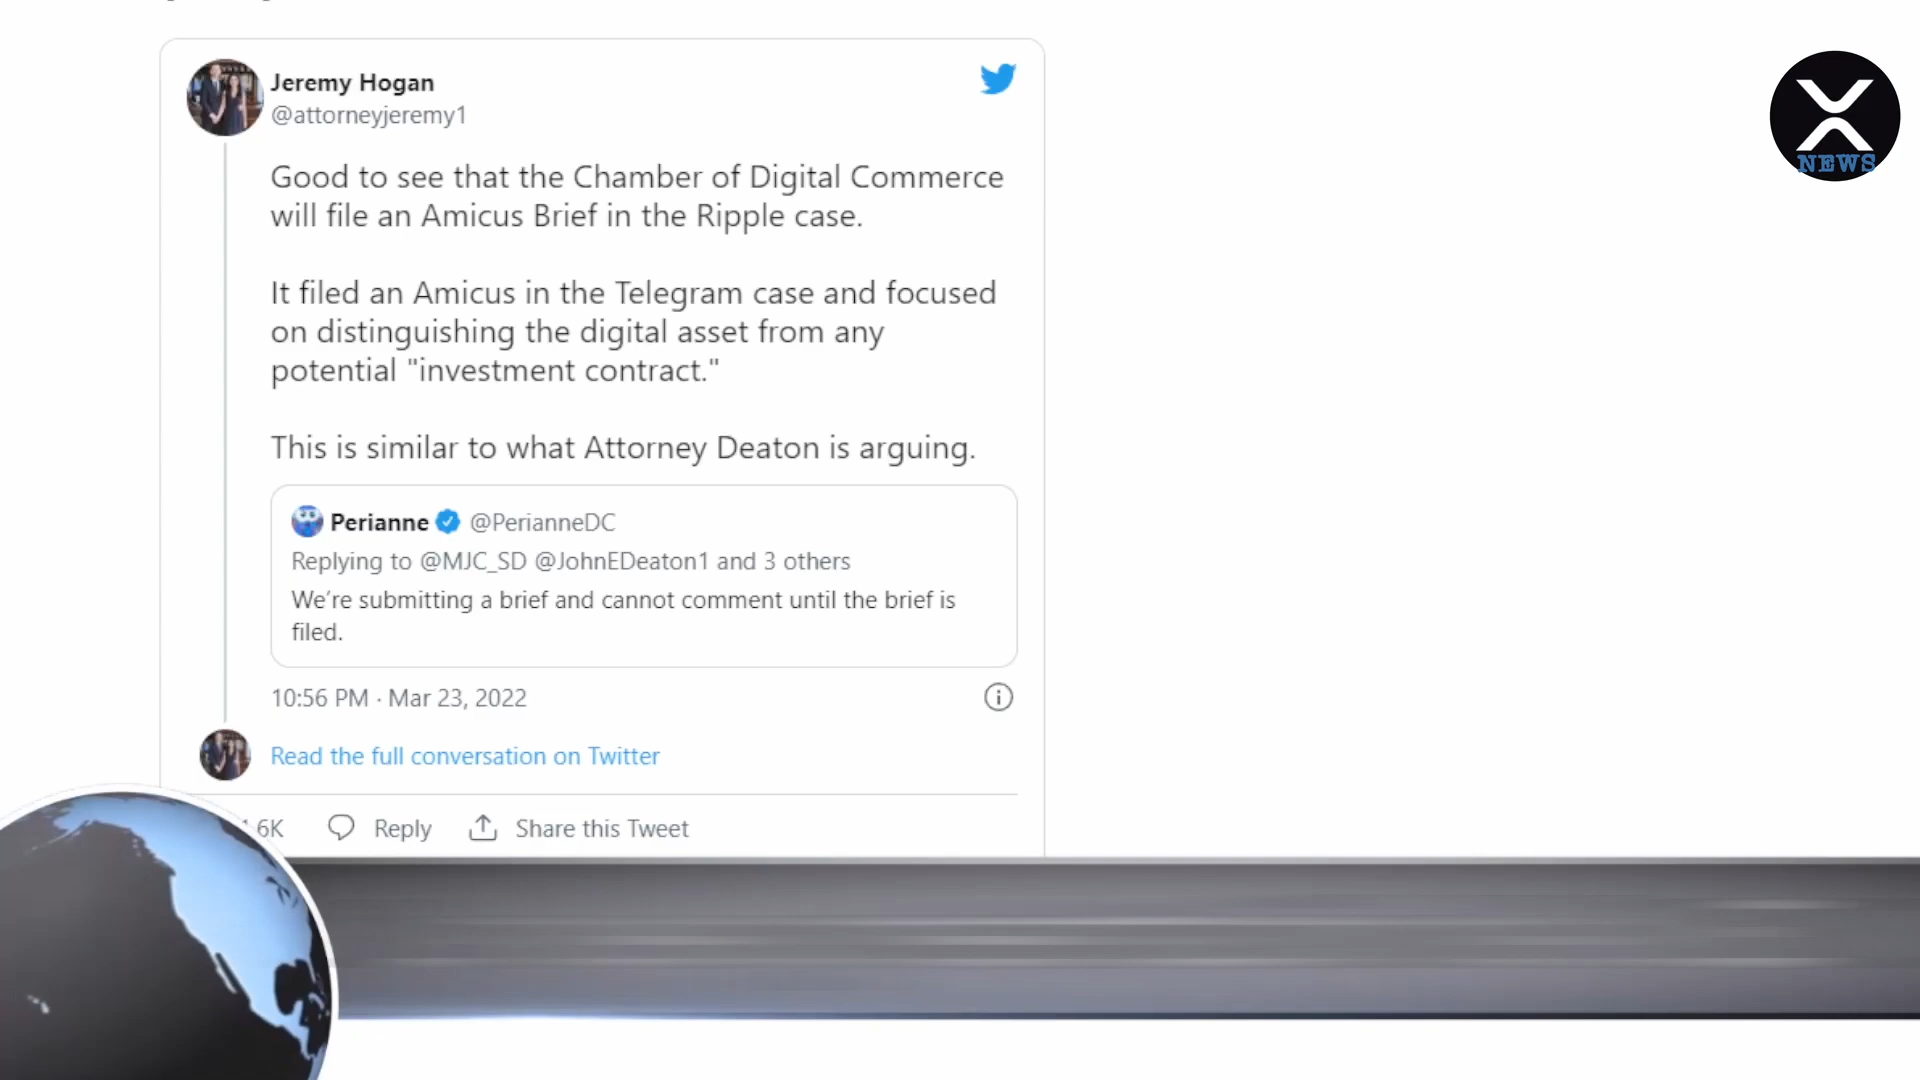 Jeremy Hogan
@attorneyjeremy1
NEWS
Good to see that the Chamber of Digital Commerce
will file an Amicus Brief in the Ripple case.
It filed an Amicus in the Telegram case and focused
on distinguishing the digital asset from any
potential "investment contract."
This is similar to what Attorney Deaton is arguing.
Perianne @PerianneDC
Replying to @MJC_SD @JohnEDeaton1 and 3 others
We’re submitting a brief and cannot comment until the brief is
filed.
10:56 PM · Mar 23, 2022
Read the full conversation on Twitter
Reply Share this Tweet